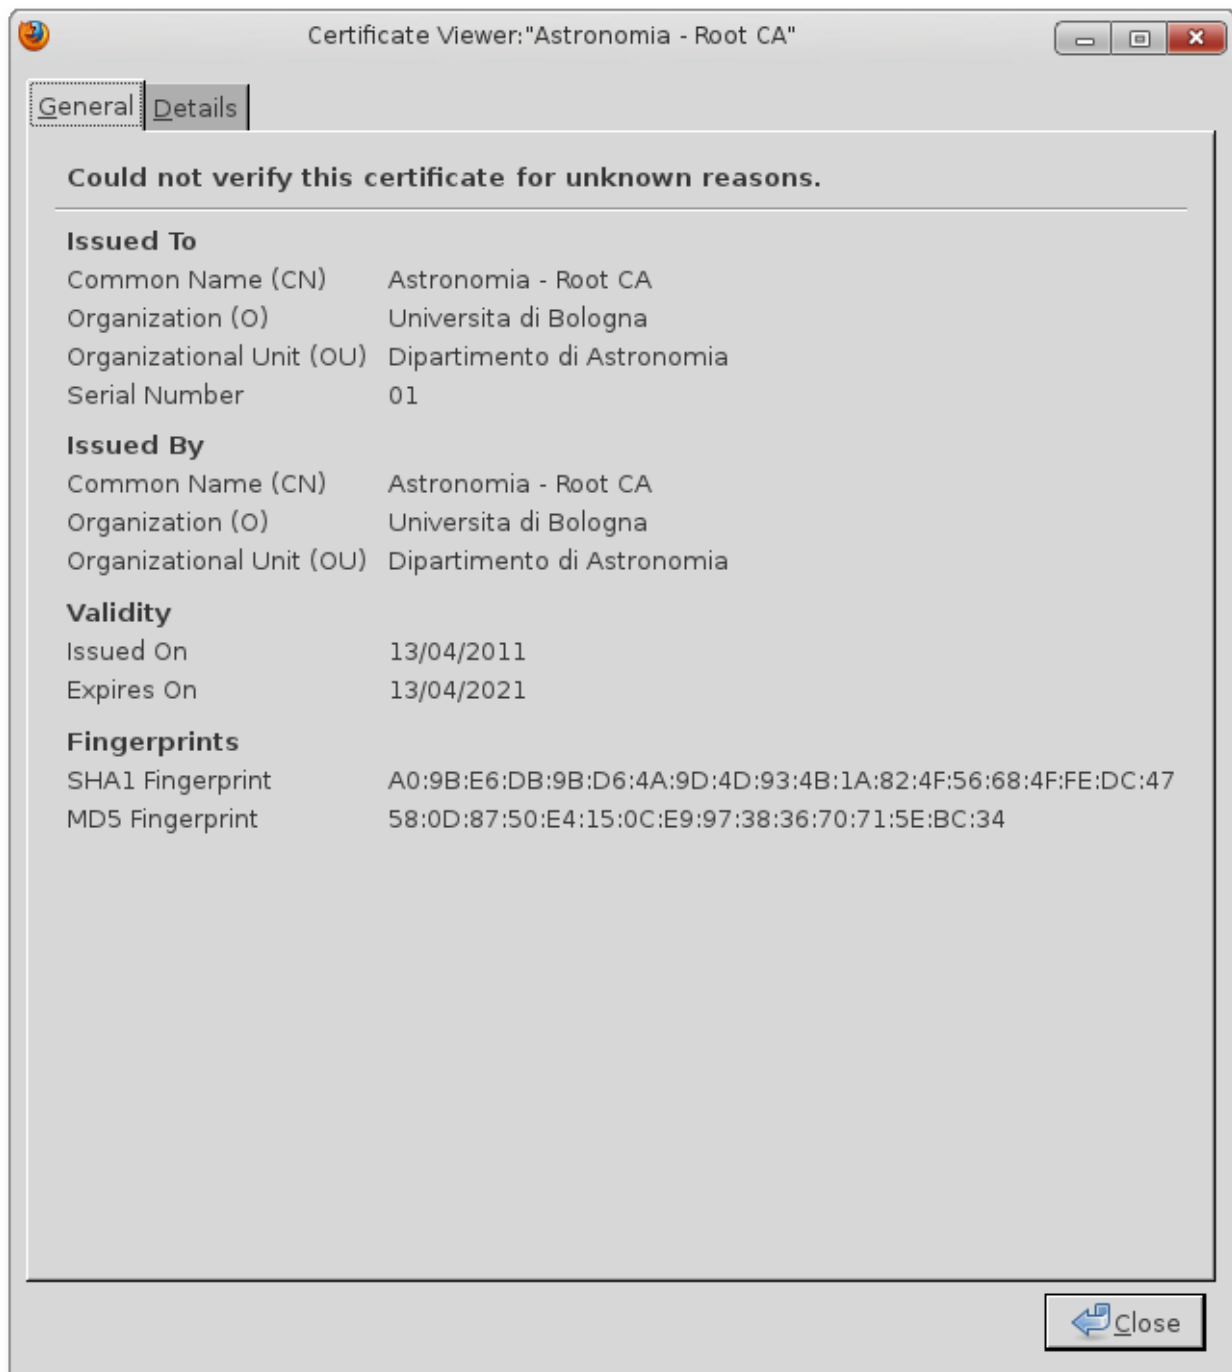 Certificate Viewer:"Astronomia - Root CA"
General Details
Could not verify this certificate for unknown reasons.
Issued To
Common Name (CN) Astronomia - Root CA
Organization (O) Universita di Bologna
Organizational Unit (OU) Dipartimento di Astronomia
Serial Number 01
Issued By
Common Name (CN) Astronomia - Root CA
Organization (O) Universita di Bologna
Organizational Unit (OU) Dipartimento di Astronomia
Validity
Issued On 13/04/2011
Expires On 13/04/2021
Fingerprints
SHA1 Fingerprint A0:9B:E6:DB:9B:D6:4A:9D:4D:93:4B:1A:82:4F:56:68:4F:FE:DC:47
MD5 Fingerprint 58:0D:87:50:E4:15:0C:E9:97:38:36:70:71:5E:BC:34
Close